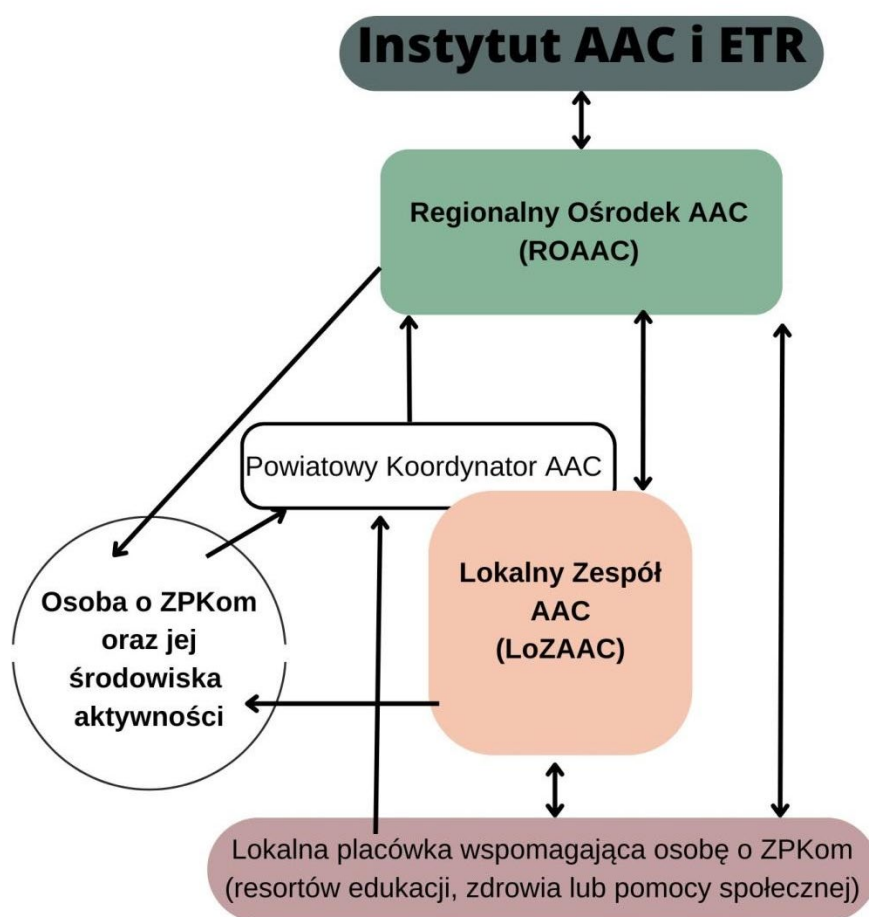 Instytut AAC i ETR
Regionalny Ośrodek AAC
(ROAAC)
Powiatowy Koordynator AAC
Lokalny Zespół
AAC
(LoZAAC)
Osoba o ZPKom
oraz jej
środowiska
aktywności
Lokalna placówka wspomagająca osobę o ZPKom
(resortów edukacji, zdrowia lub pomocy społecznej)